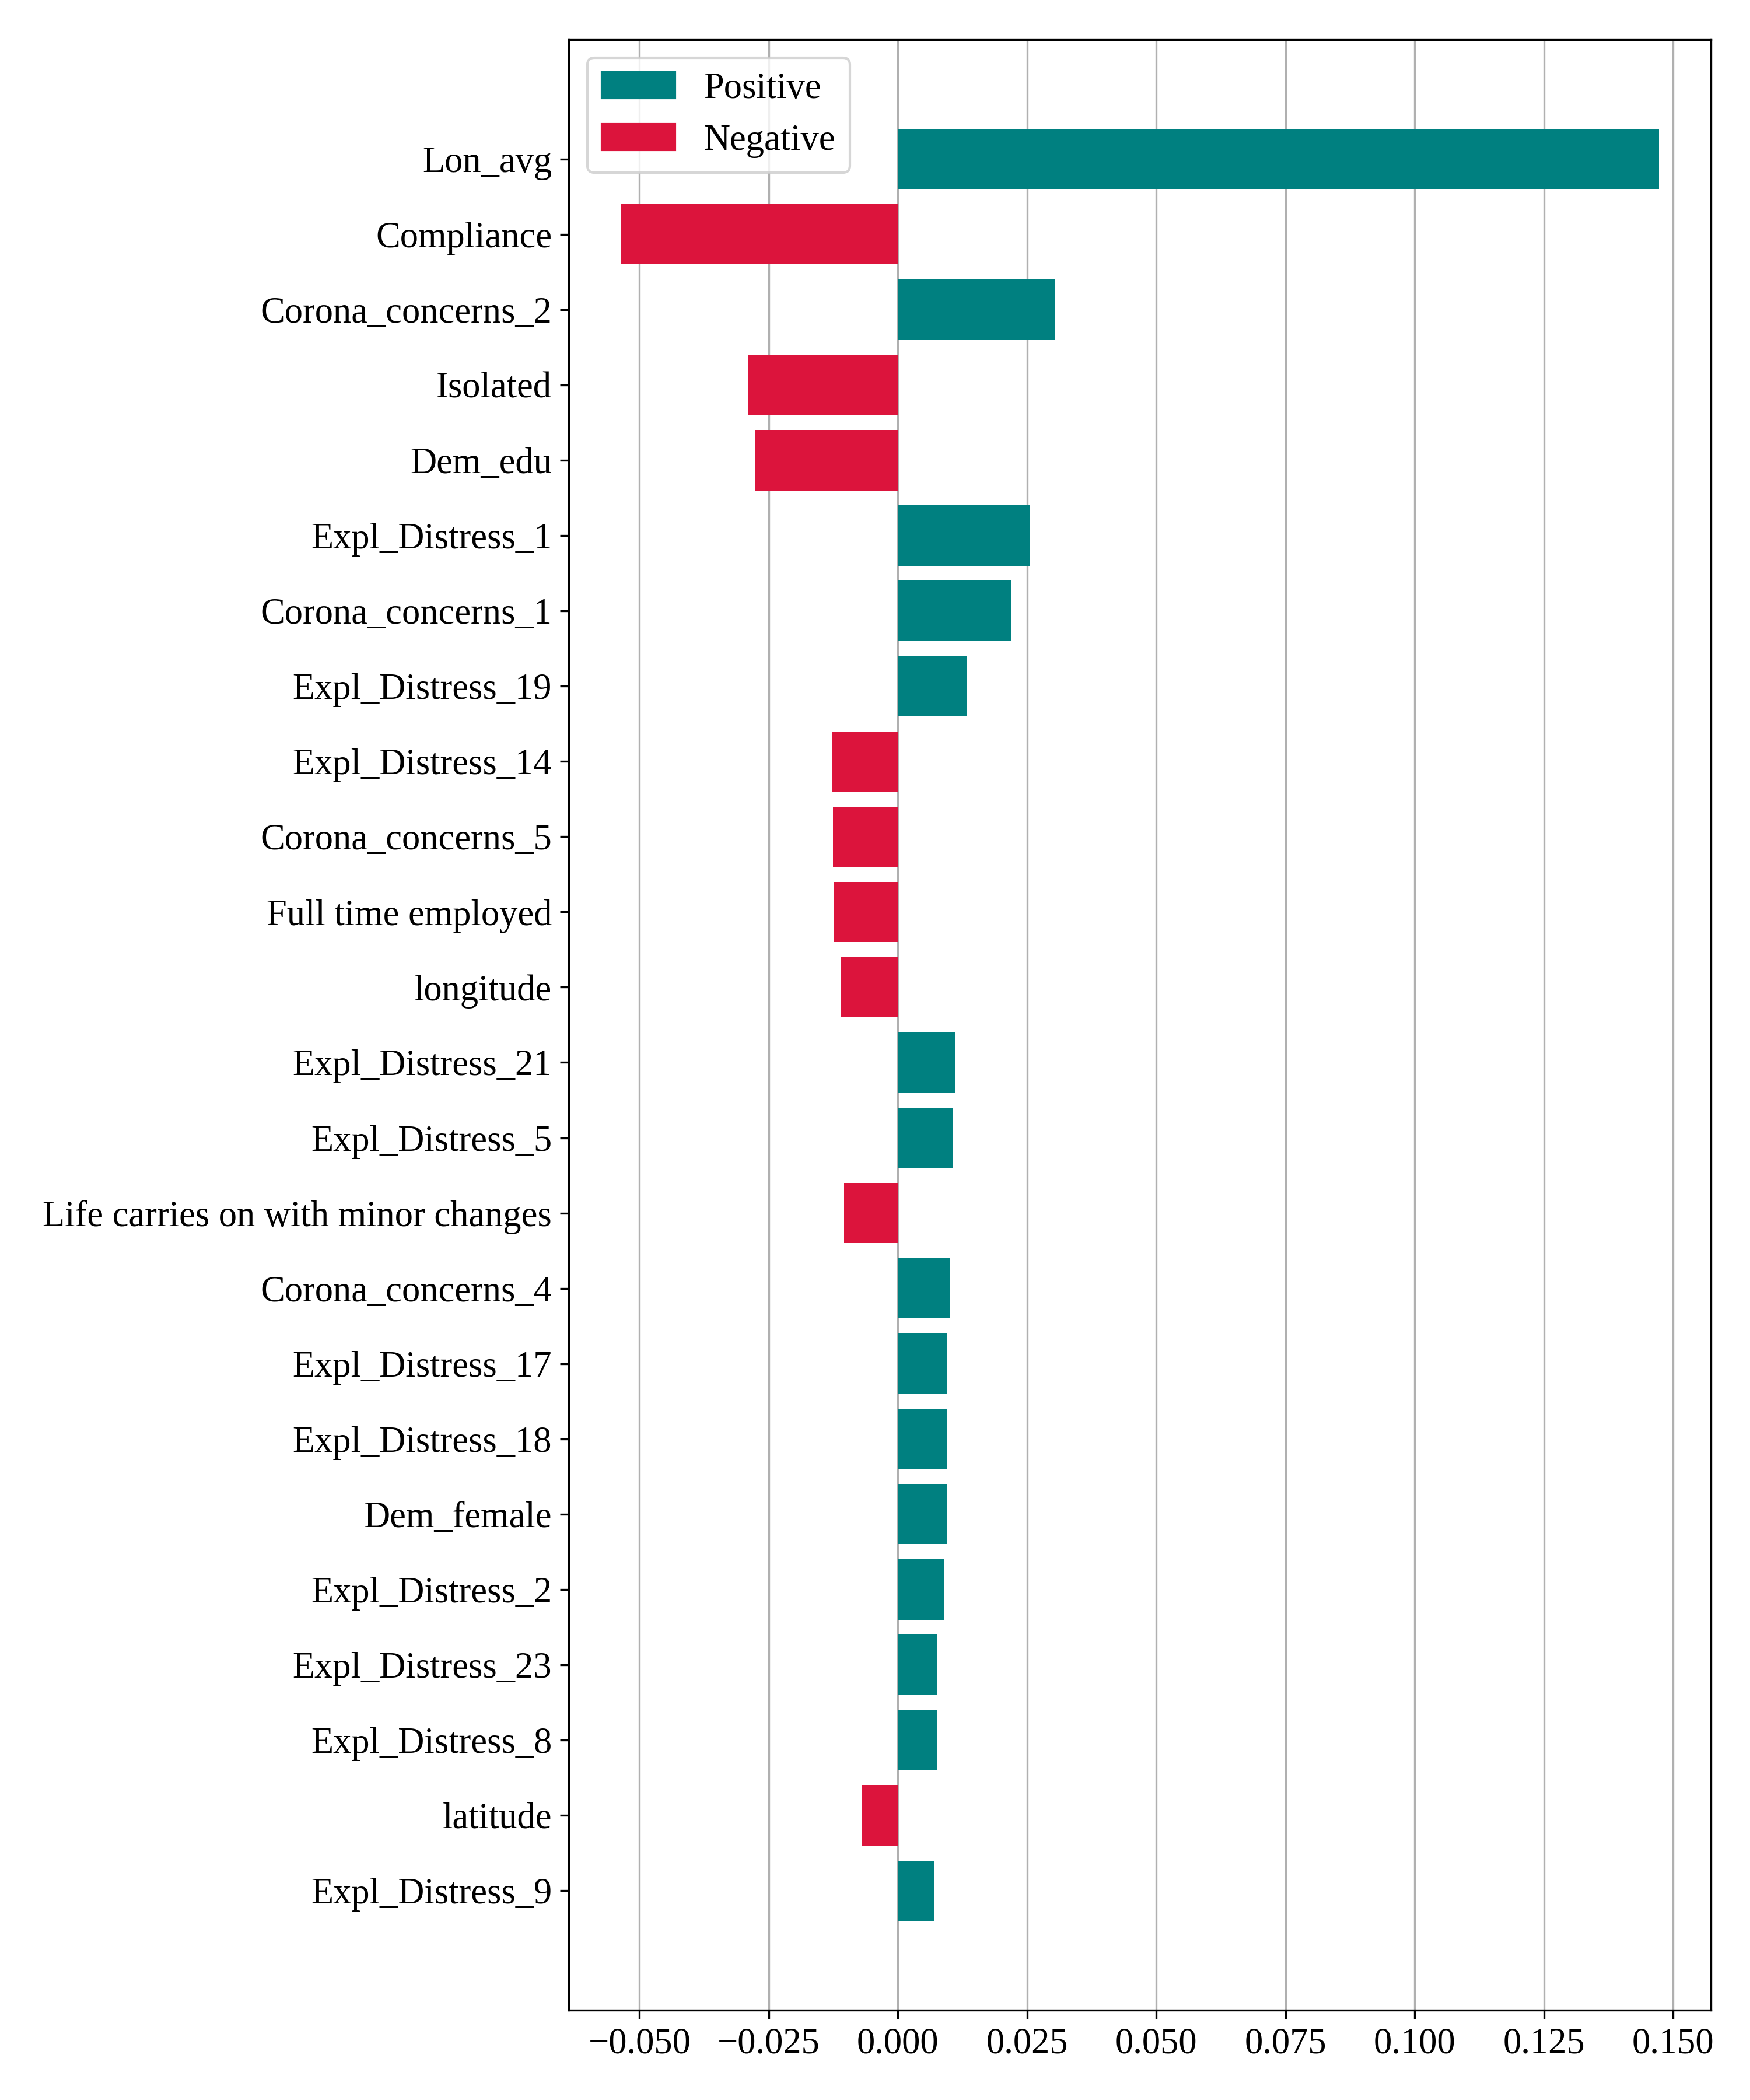 Positive
Negative
Lon_avg
Compliance
Corona_concerns_2
Isolated
Dem_edu
Expl_Distress_1
Corona_concerns_1
Expl_Distress_19
Expl_Distress_14
Corona_concerns_5
Full time employed
longitude
Expl_Distress_21
Expl_Distress_5
Life carries on with minor changes
Corona_concerns_4
Expl_Distress_17
Expl_Distress_18
Dem_female
Expl_Distress_2
Expl_Distress_23
Expl_Distress_8
latitude
Expl_Distress_9
−0.050 −0.025 0.000 0.025 0.050 0.075 0.100 0.125 0.150